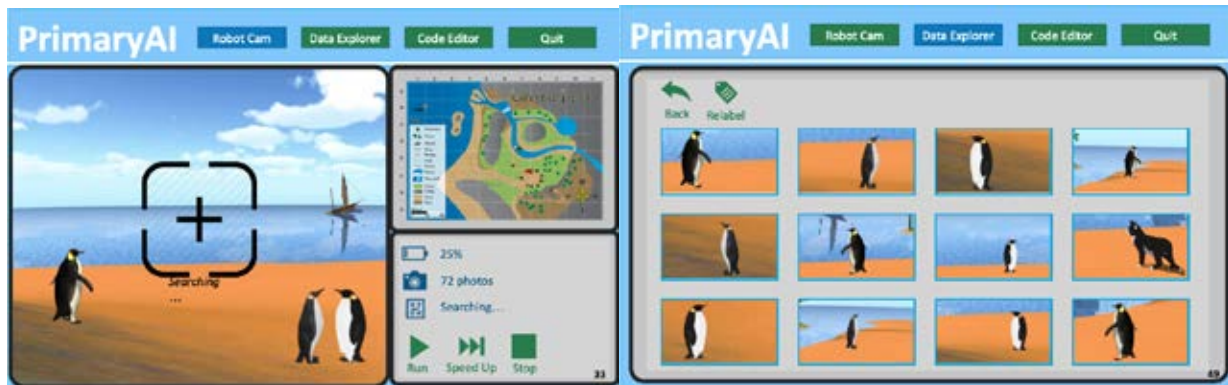 PrimaryAI
Robot Cam
Data Explorer
Code Editor
Quit
Searching
...
25%
72 photos
Searching...
Run
Speed Up
Stop
33
PrimaryAI
Robot Cam
Data Explorer
Code Editor
Quit
Back
Relabel
49